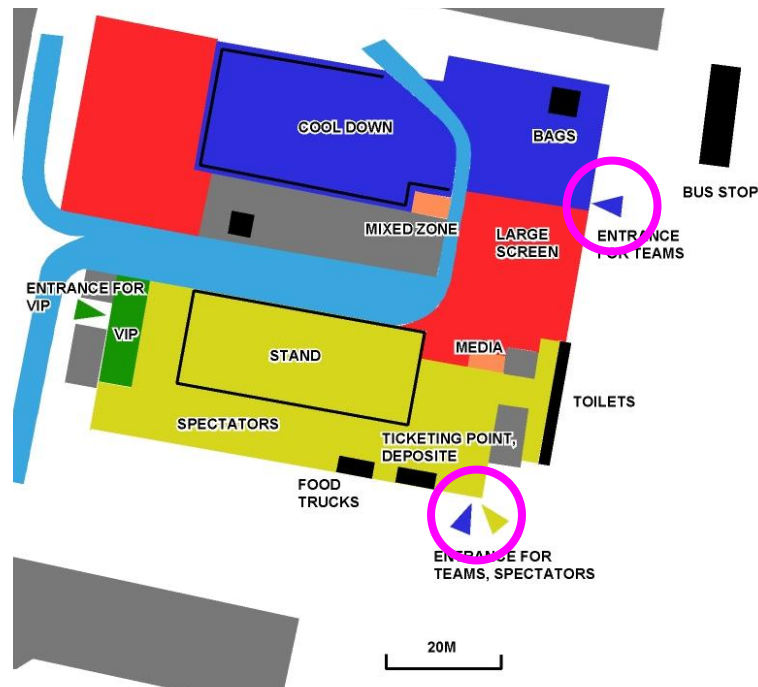 COOL DOWN
BAGS
BUS STOP
MIXED ZONE
LARGE
SCREEN
ENTRANCE
FOR TEAMS
ENTRANCE FOR
VIP
VIP
STAND
MEDIA
TOILETS
SPECTATORS
TICKETING POINT,
DEPOSITE
FOOD
TRUCKS
ENTRANCE FOR
TEAMS, SPECTATORS
20M